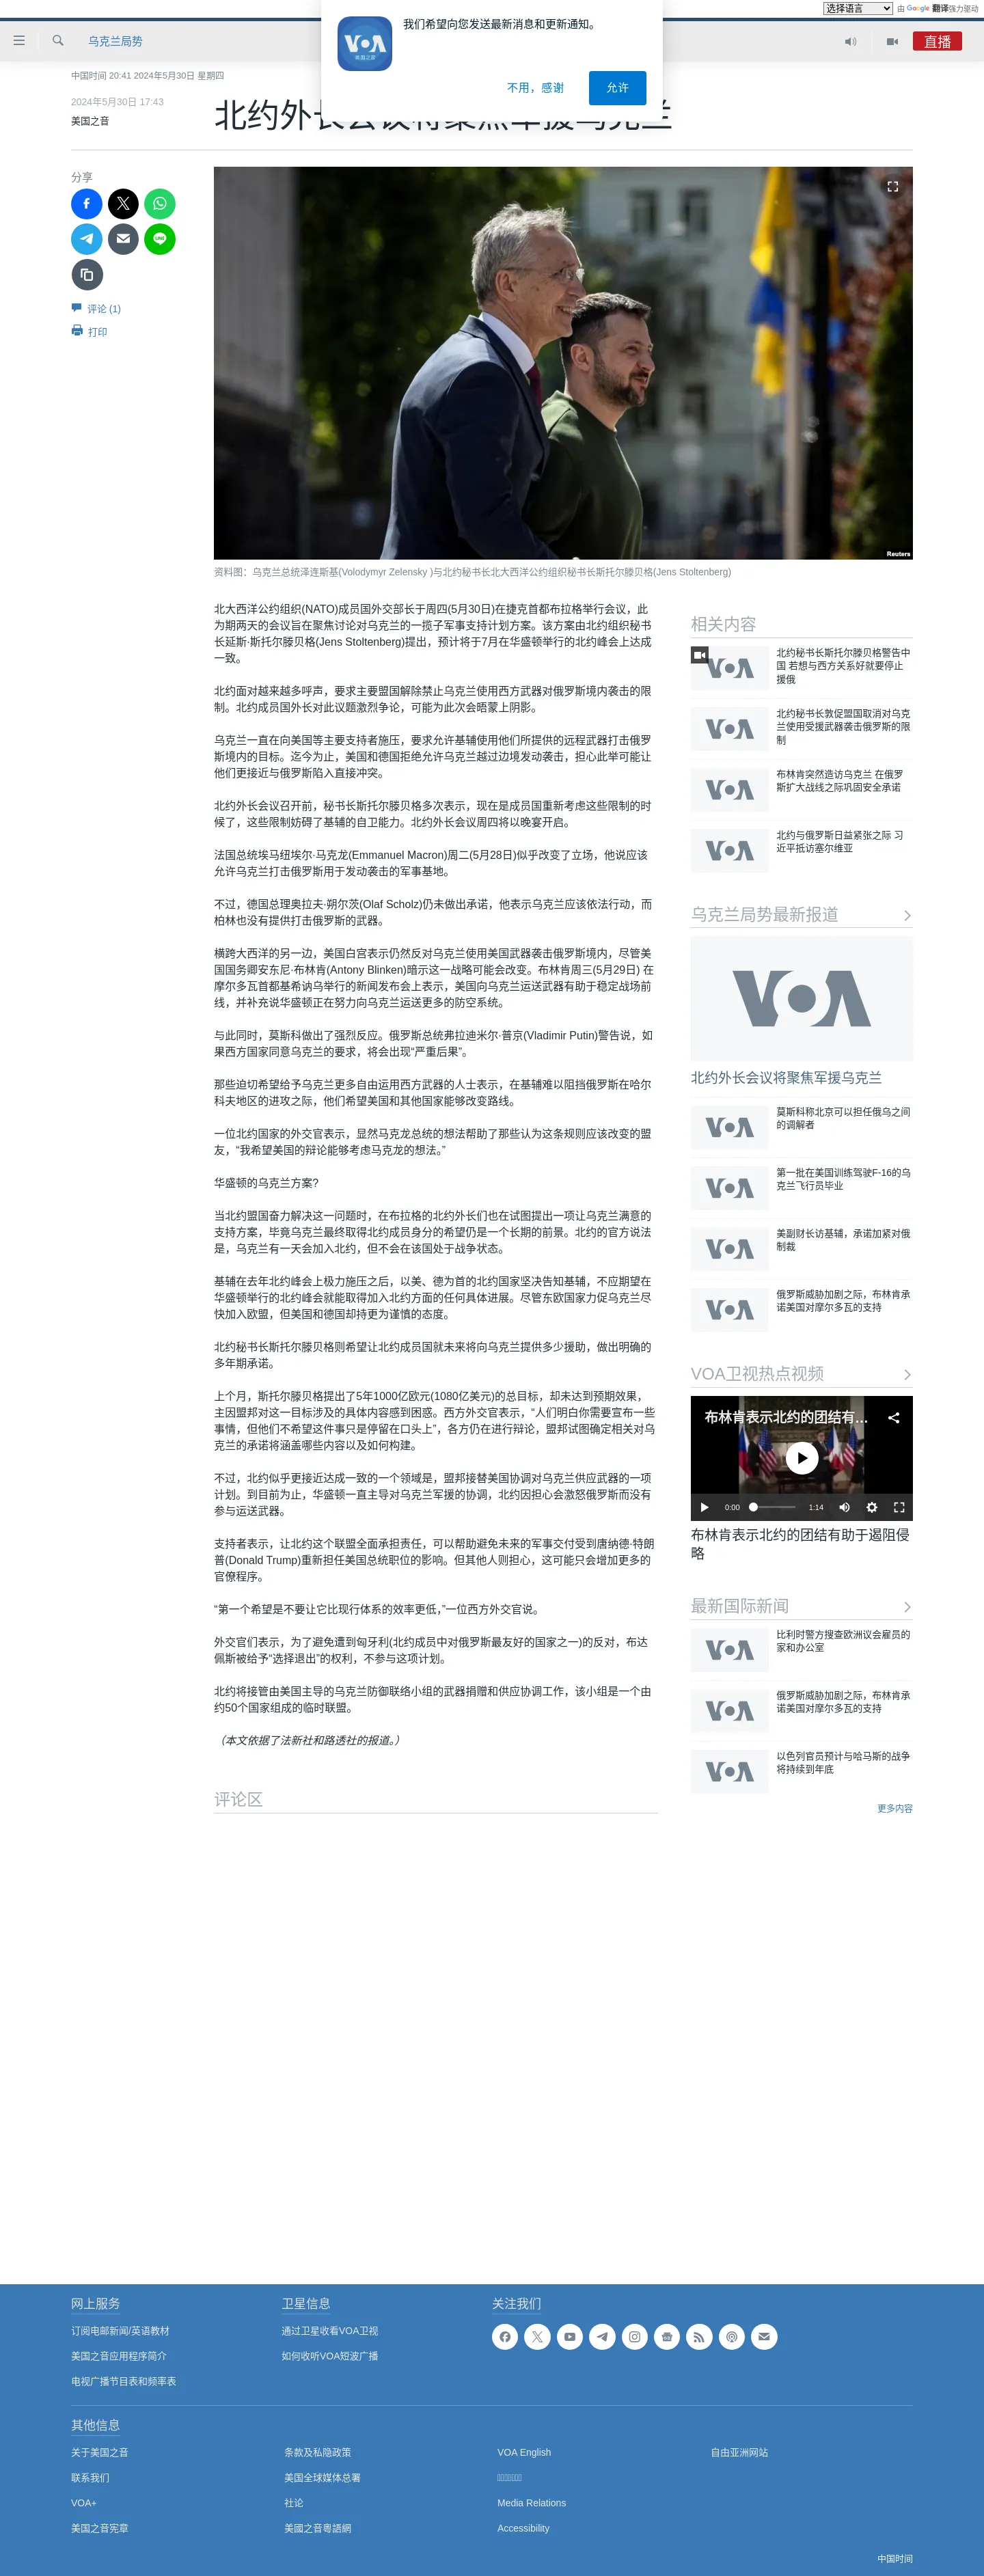 选择语言 由 Google 翻译强力驱动
我们希望向您发送最新消息和更新通知。
VOA
美国之音
不用，感谢
允许
乌克兰局势
直播
中国时间 20:41 2024年5月30日 星期四
2024年5月30日 17:43
美国之音
北约外长会议将聚焦军援乌克兰
分享
评论 (1)
打印
Reuters
资料图：乌克兰总统泽连斯基(Volodymyr Zelensky )与北约秘书长北大西洋公约组织秘书长斯托尔滕贝格(Jens Stoltenberg)
北大西洋公约组织(NATO)成员国外交部长于周四(5月30日)在捷克首都布拉格举行会议，此
为期两天的会议旨在聚焦讨论对乌克兰的一揽子军事支持计划方案。该方案由北约组织秘书
长延斯·斯托尔滕贝格(Jens Stoltenberg)提出，预计将于7月在华盛顿举行的北约峰会上达成
一致。
北约面对越来越多呼声，要求主要盟国解除禁止乌克兰使用西方武器对俄罗斯境内袭击的限
制。北约成员国外长对此议题激烈争论，可能为此次会晤蒙上阴影。
乌克兰一直在向美国等主要支持者施压，要求允许基辅使用他们所提供的远程武器打击俄罗
斯境内的目标。迄今为止，美国和德国拒绝允许乌克兰越过边境发动袭击，担心此举可能让
他们更接近与俄罗斯陷入直接冲突。
北约外长会议召开前，秘书长斯托尔滕贝格多次表示，现在是成员国重新考虑这些限制的时
候了，这些限制妨碍了基辅的自卫能力。北约外长会议周四将以晚宴开启。
法国总统埃马纽埃尔·马克龙(Emmanuel Macron)周二(5月28日)似乎改变了立场，他说应该
允许乌克兰打击俄罗斯用于发动袭击的军事基地。
不过，德国总理奥拉夫·朔尔茨(Olaf Scholz)仍未做出承诺，他表示乌克兰应该依法行动，而
柏林也没有提供打击俄罗斯的武器。
横跨大西洋的另一边，美国白宫表示仍然反对乌克兰使用美国武器袭击俄罗斯境内，尽管美
国国务卿安东尼·布林肯(Antony Blinken)暗示这一战略可能会改变。布林肯周三(5月29日) 在
摩尔多瓦首都基希讷乌举行的新闻发布会上表示，美国向乌克兰运送武器有助于稳定战场前
线，并补充说华盛顿正在努力向乌克兰运送更多的防空系统。
与此同时，莫斯科做出了强烈反应。俄罗斯总统弗拉迪米尔·普京(Vladimir Putin)警告说，如
果西方国家同意乌克兰的要求，将会出现“严重后果”。
那些迫切希望给予乌克兰更多自由运用西方武器的人士表示，在基辅难以阻挡俄罗斯在哈尔
科夫地区的进攻之际，他们希望美国和其他国家能够改变路线。
一位北约国家的外交官表示，显然马克龙总统的想法帮助了那些认为这条规则应该改变的盟
友，“我希望美国的辩论能够考虑马克龙的想法。”
华盛顿的乌克兰方案?
当北约盟国奋力解决这一问题时，在布拉格的北约外长们也在试图提出一项让乌克兰满意的
支持方案，毕竟乌克兰最终取得北约成员身分的希望仍是一个长期的前景。北约的官方说法
是，乌克兰有一天会加入北约，但不会在该国处于战争状态。
基辅在去年北约峰会上极力施压之后，以美、德为首的北约国家坚决告知基辅，不应期望在
华盛顿举行的北约峰会就能取得加入北约方面的任何具体进展。尽管东欧国家力促乌克兰尽
快加入欧盟，但美国和德国却持更为谨慎的态度。
北约秘书长斯托尔滕贝格则希望让北约成员国就未来将向乌克兰提供多少援助，做出明确的
多年期承诺。
上个月，斯托尔滕贝格提出了5年1000亿欧元(1080亿美元)的总目标，却未达到预期效果，
主因盟邦对这一目标涉及的具体内容感到困惑。西方外交官表示，“人们明白你需要宣布一些
事情，但他们不希望这件事只是停留在口头上”，各方仍在进行辩论，盟邦试图确定相关对乌
克兰的承诺将涵盖哪些内容以及如何构建。
不过，北约似乎更接近达成一致的一个领域是，盟邦接替美国协调对乌克兰供应武器的一项
计划。到目前为止，华盛顿一直主导对乌克兰军援的协调，北约因担心会激怒俄罗斯而没有
参与运送武器。
支持者表示，让北约这个联盟全面承担责任，可以帮助避免未来的军事交付受到唐纳德·特朗
普(Donald Trump)重新担任美国总统职位的影响。但其他人则担心，这可能只会增加更多的
官僚程序。
“第一个希望是不要让它比现行体系的效率更低，”一位西方外交官说。
外交官们表示，为了避免遭到匈牙利(北约成员中对俄罗斯最友好的国家之一)的反对，布达
佩斯被给予“选择退出”的权利，不参与这项计划。
北约将接管由美国主导的乌克兰防御联络小组的武器捐赠和供应协调工作，该小组是一个由
约50个国家组成的临时联盟。
（本文依据了法新社和路透社的报道。）
评论区
相关内容
VOA
北约秘书长斯托尔滕贝格警告中
国 若想与西方关系好就要停止
援俄
VOA
北约秘书长敦促盟国取消对乌克
兰使用受援武器袭击俄罗斯的限
制
VOA
布林肯突然造访乌克兰 在俄罗
斯扩大战线之际巩固安全承诺
VOA
北约与俄罗斯日益紧张之际 习
近平抵访塞尔维亚
乌克兰局势最新报道
VOA
北约外长会议将聚焦军援乌克兰
VOA
莫斯科称北京可以担任俄乌之间
的调解者
VOA
第一批在美国训练驾驶F-16的乌
克兰飞行员毕业
VOA
美副财长访基辅，承诺加紧对俄
制裁
VOA
俄罗斯威胁加剧之际，布林肯承
诺美国对摩尔多瓦的支持
VOA卫视热点视频
布林肯表示北约的团结有...
0:00 1:14
布林肯表示北约的团结有助于遏阻侵
略
最新国际新闻
VOA
比利时警方搜查欧洲议会雇员的
家和办公室
VOA
俄罗斯威胁加剧之际，布林肯承
诺美国对摩尔多瓦的支持
VOA
以色列官员预计与哈马斯的战争
将持续到年底
更多内容
网上服务
订阅电邮新闻/英语教材
美国之音应用程序简介
电视广播节目表和频率表
卫星信息
通过卫星收看VOA卫视
如何收听VOA短波广播
关注我们
其他信息
关于美国之音
联系我们
VOA+
美国之音宪章
条款及私隐政策
美国全球媒体总署
社论
美國之音粵語網
VOA English
Media Relations
Accessibility
自由亚洲网站
中国时间